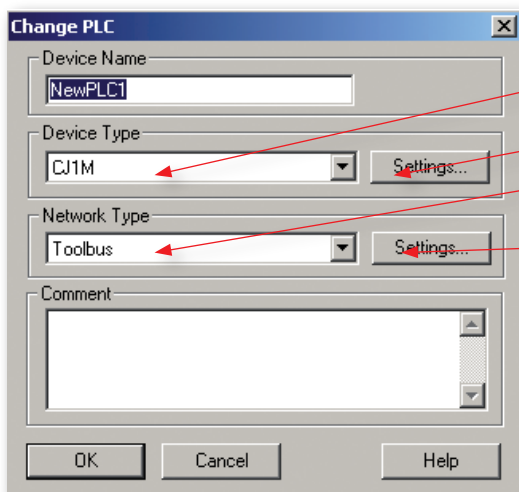 Change PLC
Device Name
NewPLC1
Device Type
CJ1M
Settings...
Network Type
Toolbus
Settings...
Comment
OK Cancel Help